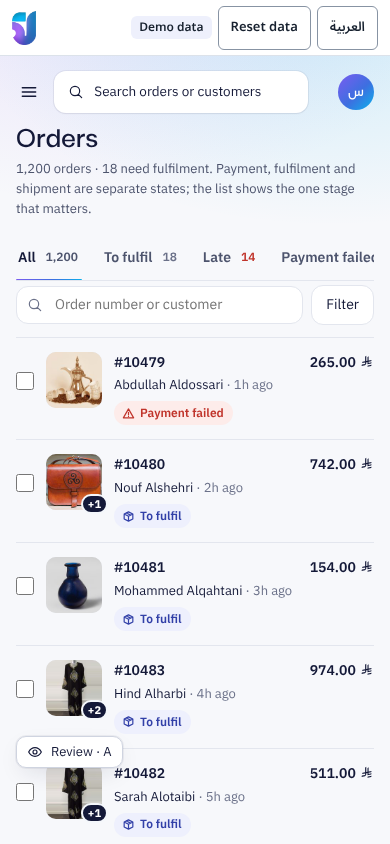 Demo data
Reset data
العربية
Search orders or customers
س
Orders
1,200 orders · 18 need fulfilment. Payment, fulfilment and
shipment are separate states; the list shows the one stage
that matters.
All 1,200 To fulfil 18 Late 14 Payment failed
Order number or customer
Filter
#10479 265.00
Abdullah Aldossari · 1h ago
Payment failed
#10480 742.00
Nouf Alshehri · 2h ago
+1
To fulfil
#10481 154.00
Mohammed Alqahtani · 3h ago
To fulfil
#10483 974.00
Hind Alharbi · 4h ago
+2
To fulfil
Review · A
#10482 511.00
Sarah Alotaibi · 5h ago
+1
To fulfil